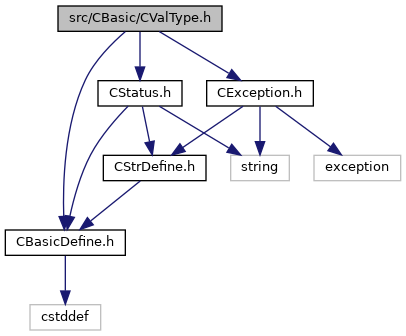 src/CBasic/CValType.h
CStatus.h
CException.h
CStrDefine.h
string
exception
CBasicDefine.h
cstddef